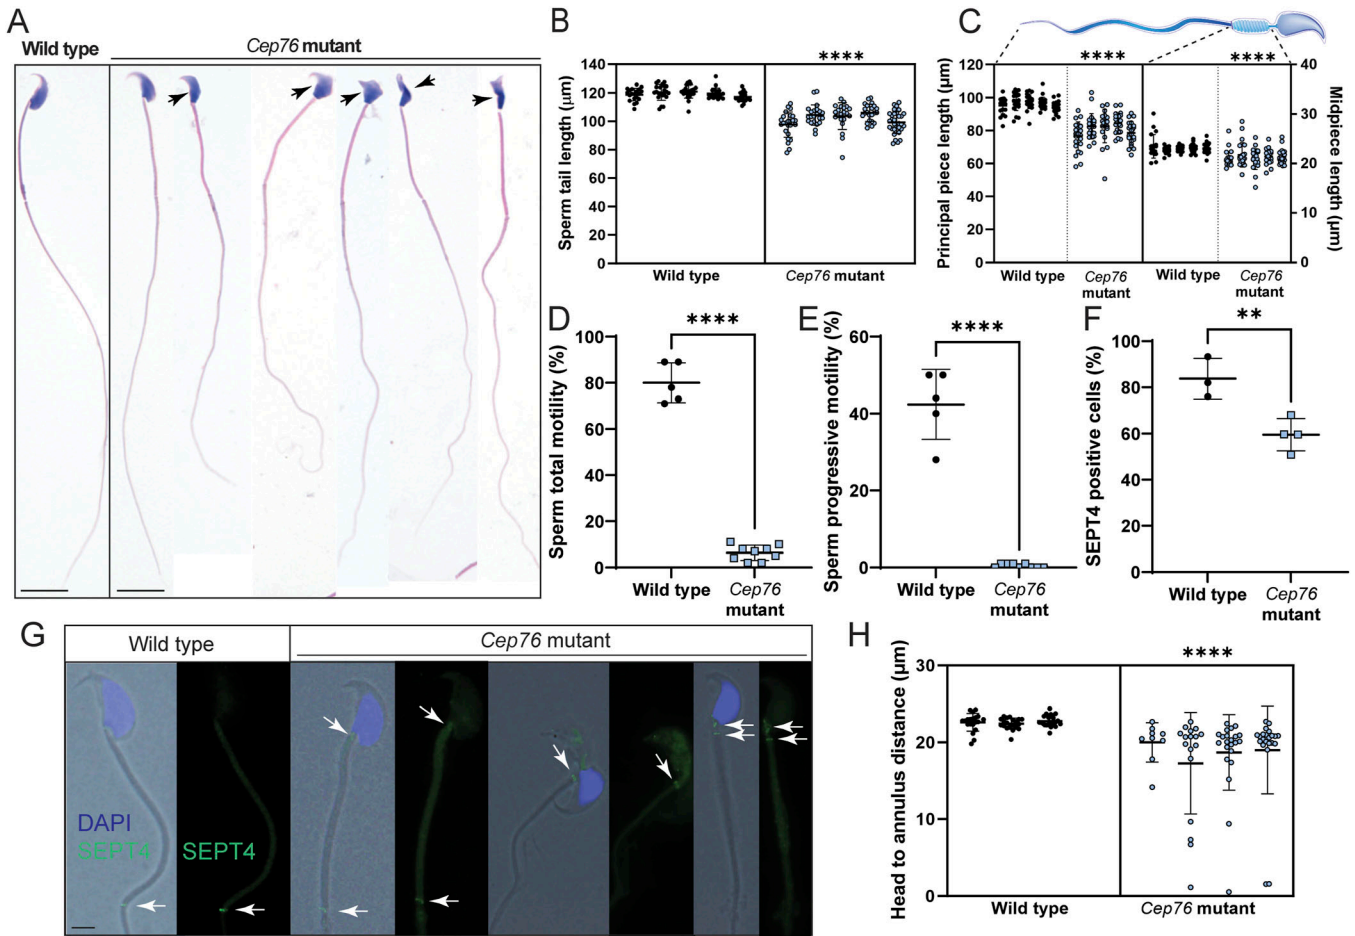 A
Wild type
Cep76 mutant
B
Sperm tail length (μm)
140
120
100
80
60
40
20
0
****
Wild type
Cep76 mutant
C
Principal piece length (μm)
120
100
80
60
40
20
0
****
****
40
30
20
10
0
Midpiece length (μm)
Wild type
Cep76
mutant
Wild type
Cep76
mutant
D
Sperm total motility (%)
100
80
60
40
20
0
****
Wild type
Cep76
mutant
E
Sperm progressive motility (%)
60
40
20
0
****
Wild type
Cep76
mutant
F
SEPT4 positive cells (%)
100
80
60
40
20
0
**
Wild type
Cep76
mutant
G
Wild type
Cep76 mutant
DAPI
SEPT4
SEPT4
H
Head to annulus distance (μm)
30
20
10
0
****
Wild type
Cep76 mutant